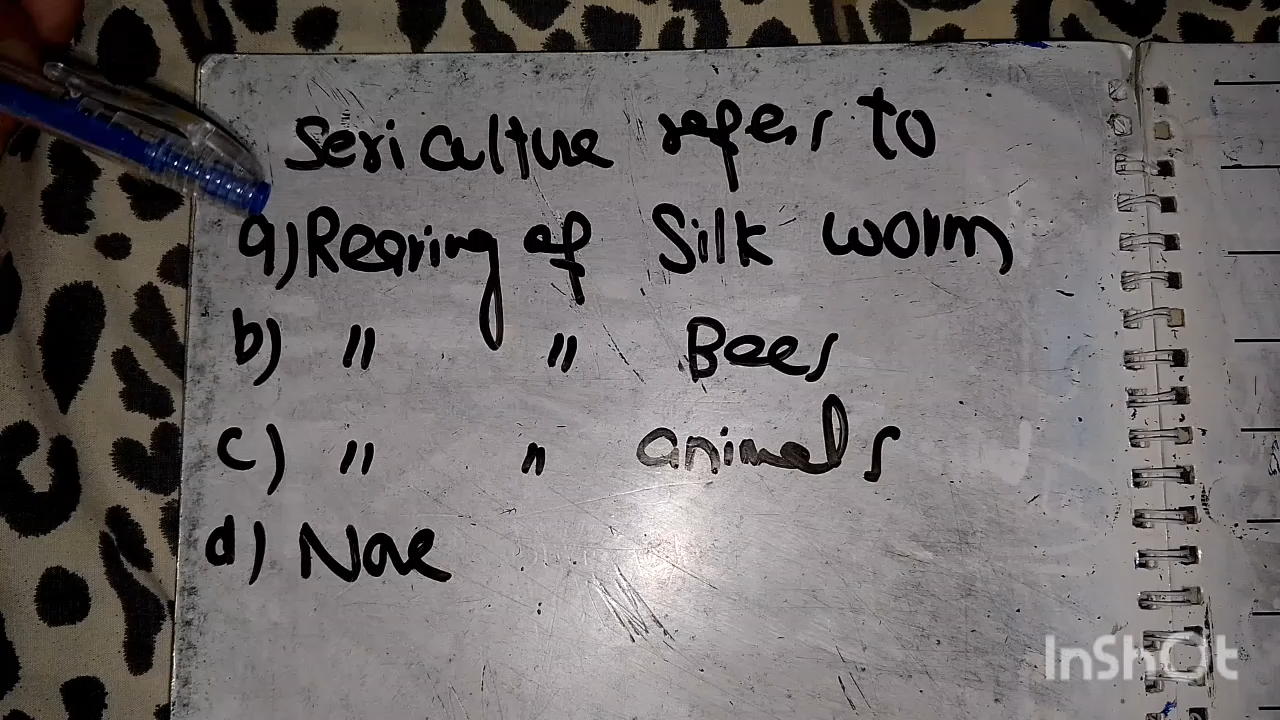 Sericulture refers to
a) Rearing of Silk worm
b) " " Bees
c) " " animals
d) None
InShOt